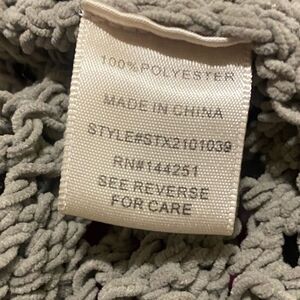 100%POLYESTER
MADE IN CHINA
STYLE#STX2101039
RN#144251
SEE REVERSE
FOR CARE